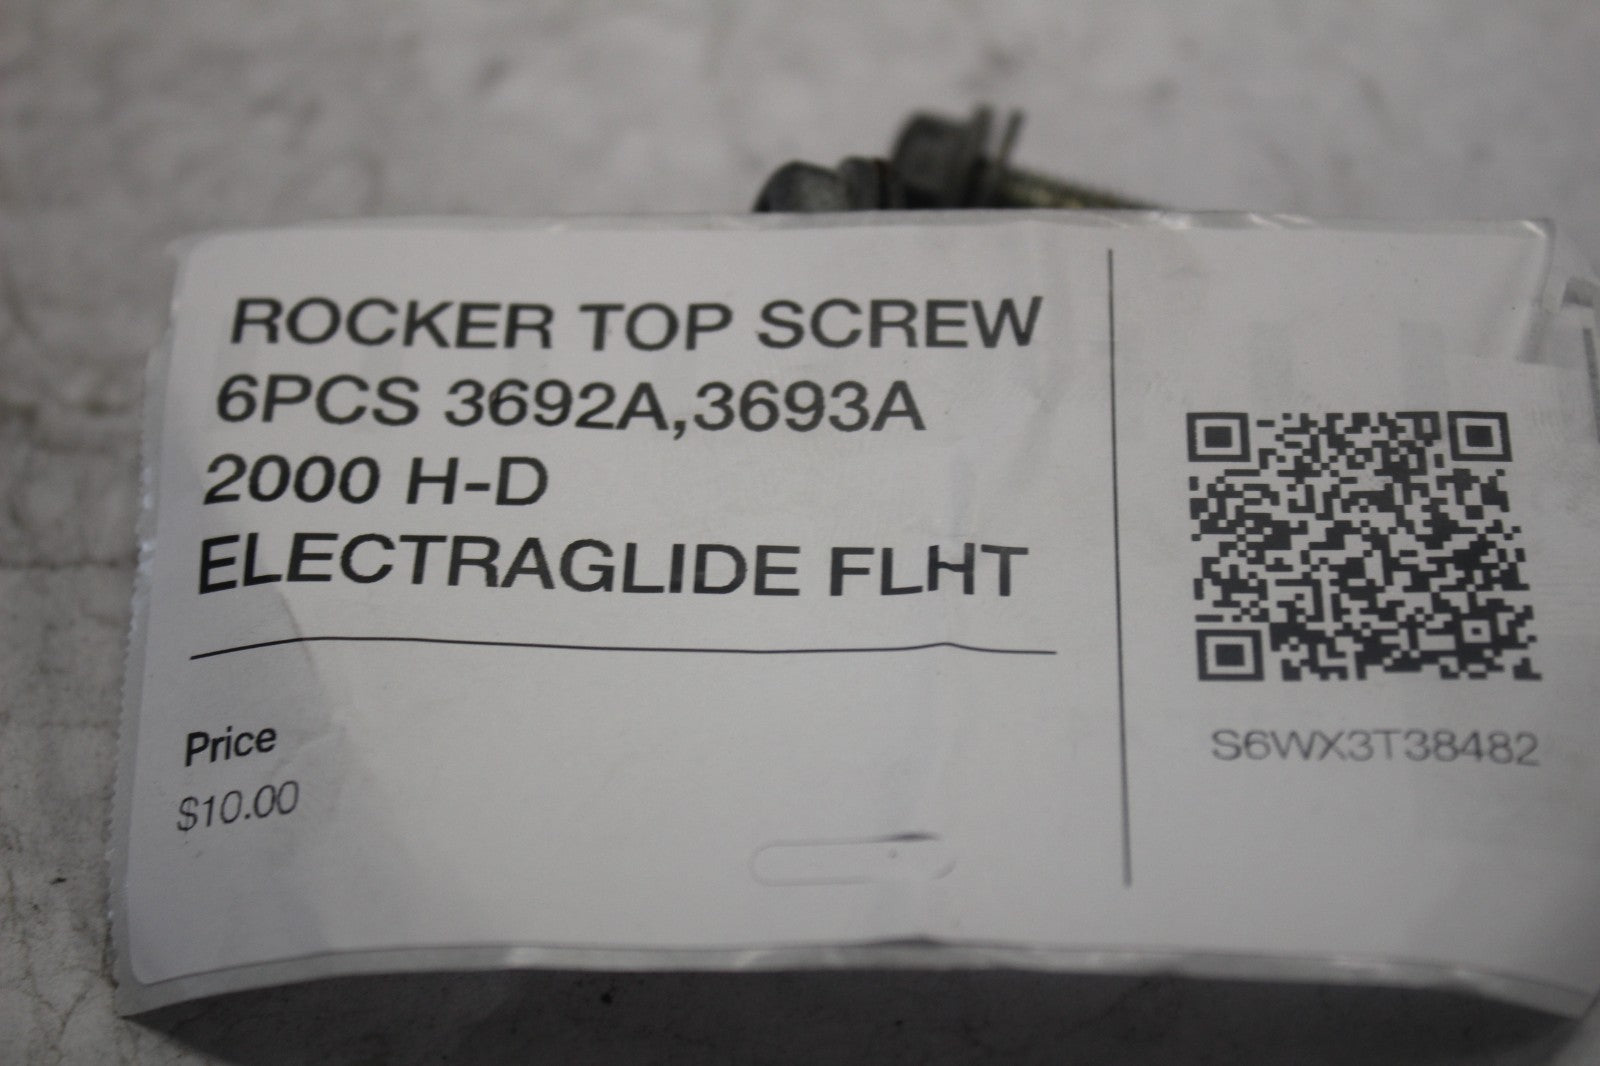 ROCKER TOP SCREW
6PCS 3692A,3693A
2000 H-D
ELECTRAGLIDE FLHT
Price
$10.00
S6WX3T38482